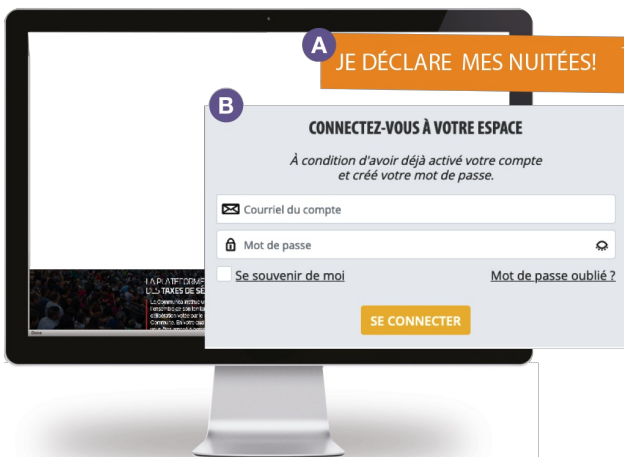 A
JE DÉCLARE MES NUITÉES!
B
CONNECTEZ-VOUS À VOTRE ESPACE
À condition d'avoir déjà activé votre compte
et créé votre mot de passe.
Courriel du compte
Mot de passe
Se souvenir de moi
Mot de passe oublié ?
SE CONNECTER
LA PLATEFORME
DES TAXES DE SÉ